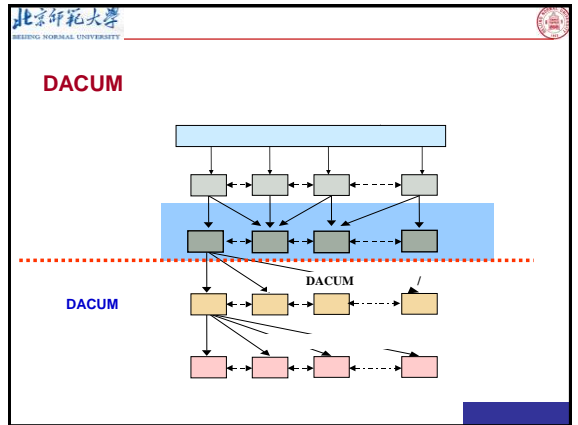 北京师范大学
BEIJING NORMAL UNIVERSITY
DACUM
DACUM /
DACUM